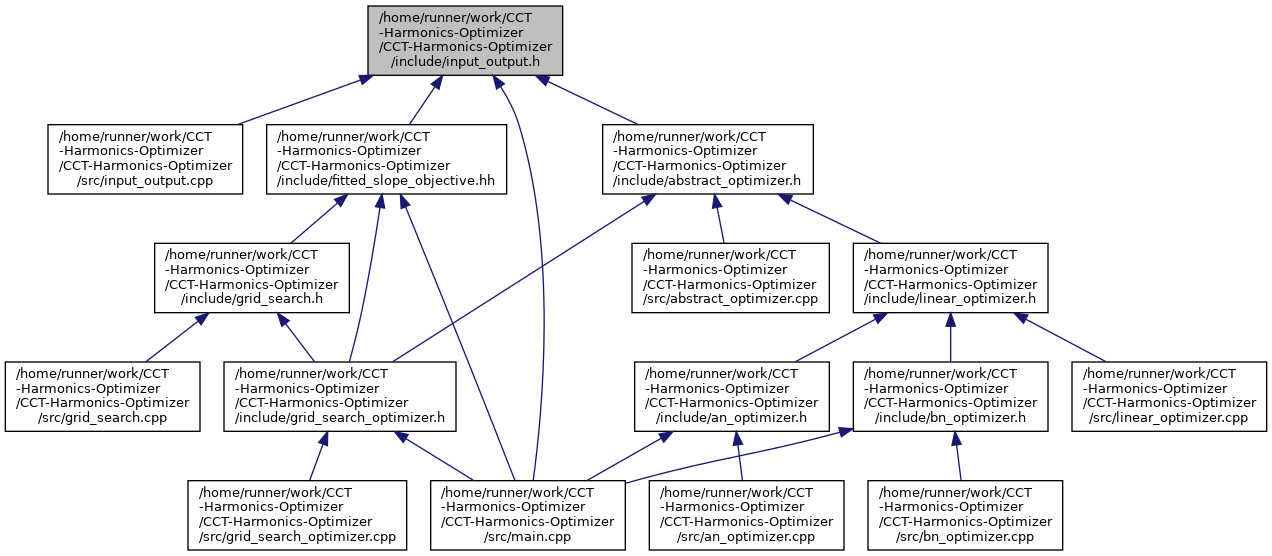 /home/runner/work/CCT
-Harmonics-Optimizer
/CCT-Harmonics-Optimizer
/include/input_output.h
/home/runner/work/CCT
-Harmonics-Optimizer
/CCT-Harmonics-Optimizer
/src/input_output.cpp
/home/runner/work/CCT
-Harmonics-Optimizer
/CCT-Harmonics-Optimizer
/include/fitted_slope_objective.hh
/home/runner/work/CCT
-Harmonics-Optimizer
/CCT-Harmonics-Optimizer
/include/abstract_optimizer.h
/home/runner/work/CCT
-Harmonics-Optimizer
/CCT-Harmonics-Optimizer
/include/grid_search.h
/home/runner/work/CCT
-Harmonics-Optimizer
/CCT-Harmonics-Optimizer
/src/abstract_optimizer.cpp
/home/runner/work/CCT
-Harmonics-Optimizer
/CCT-Harmonics-Optimizer
/include/linear_optimizer.h
/home/runner/work/CCT
-Harmonics-Optimizer
/CCT-Harmonics-Optimizer
/src/grid_search.cpp
/home/runner/work/CCT
-Harmonics-Optimizer
/CCT-Harmonics-Optimizer
/include/grid_search_optimizer.h
/home/runner/work/CCT
-Harmonics-Optimizer
/CCT-Harmonics-Optimizer
/include/an_optimizer.h
/home/runner/work/CCT
-Harmonics-Optimizer
/CCT-Harmonics-Optimizer
/include/bn_optimizer.h
/home/runner/work/CCT
-Harmonics-Optimizer
/CCT-Harmonics-Optimizer
/src/linear_optimizer.cpp
/home/runner/work/CCT
-Harmonics-Optimizer
/CCT-Harmonics-Optimizer
/src/grid_search_optimizer.cpp
/home/runner/work/CCT
-Harmonics-Optimizer
/CCT-Harmonics-Optimizer
/src/main.cpp
/home/runner/work/CCT
-Harmonics-Optimizer
/CCT-Harmonics-Optimizer
/src/an_optimizer.cpp
/home/runner/work/CCT
-Harmonics-Optimizer
/CCT-Harmonics-Optimizer
/src/bn_optimizer.cpp